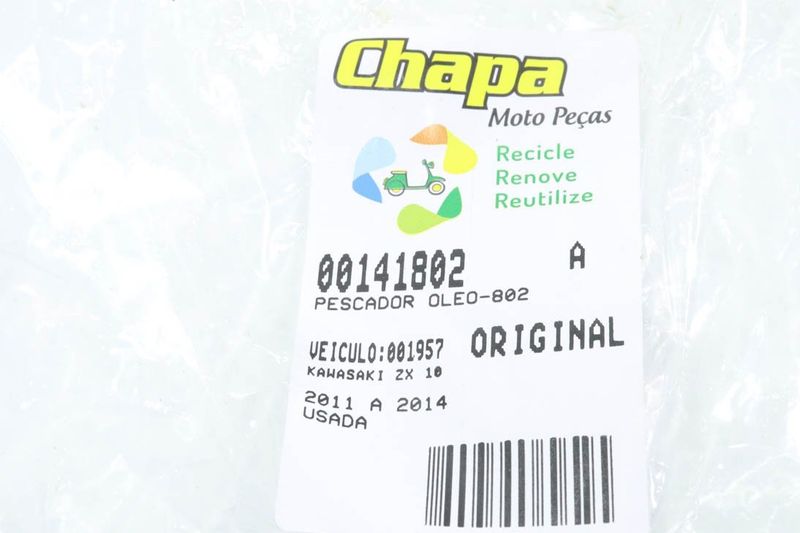 Chapa
Moto Peças
Recicle
Renove
Reutilize
00141802 A
PESCADOR OLEO-802
VEICULO:001957 ORIGINAL
KAWASAKI ZX 10
2011 A 2014
USADA